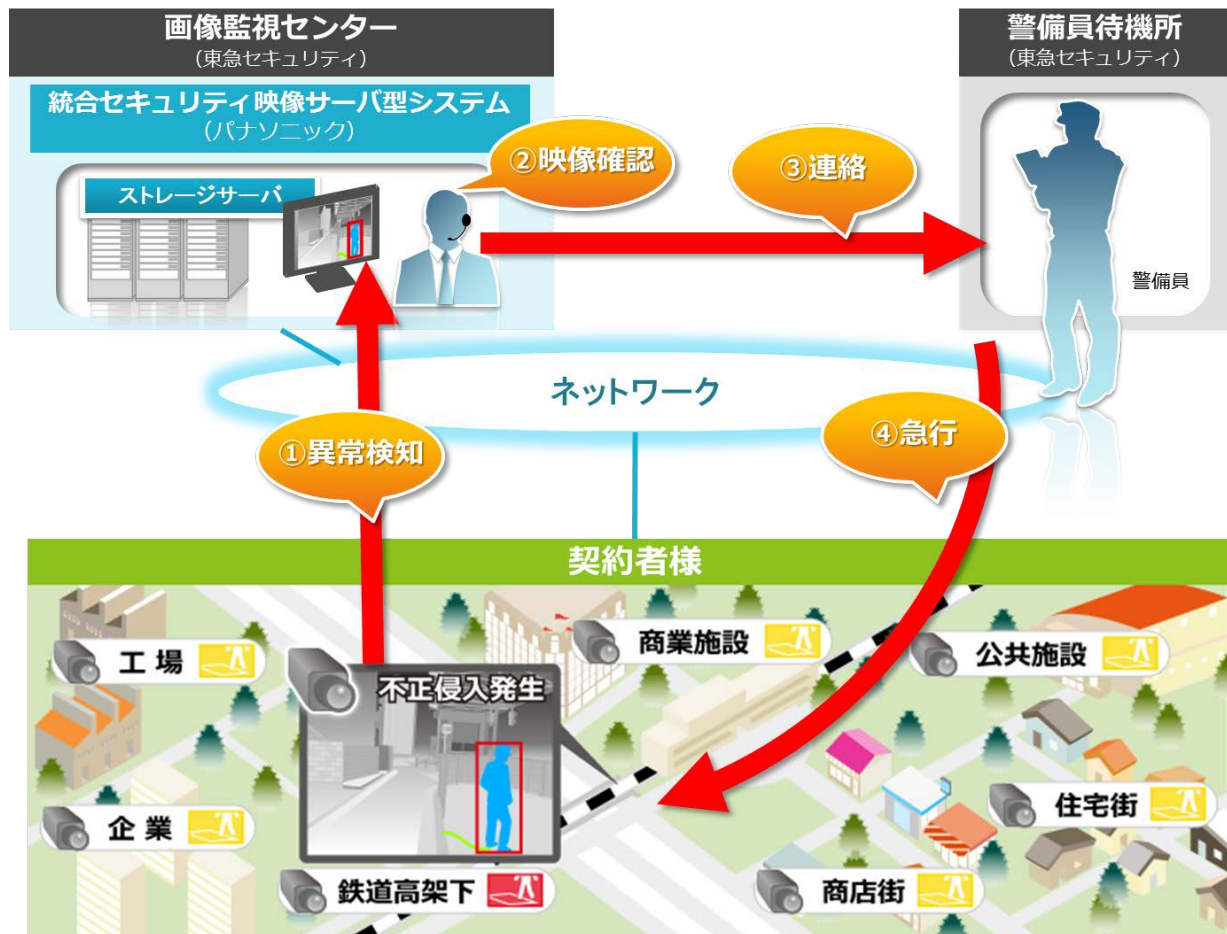 画像監視センター
(東急セキュリティ)
統合セキュリティ映像サーバ型システム
(パナソニック)
ストレージサーバ
②映像確認
③連絡
警備員待機所
(東急セキュリティ)
警備員
ネットワーク
①異常検知
④急行
契約者様
工場
商業施設
公共施設
不正侵入発生
企業
住宅街
鉄道高架下
商店街